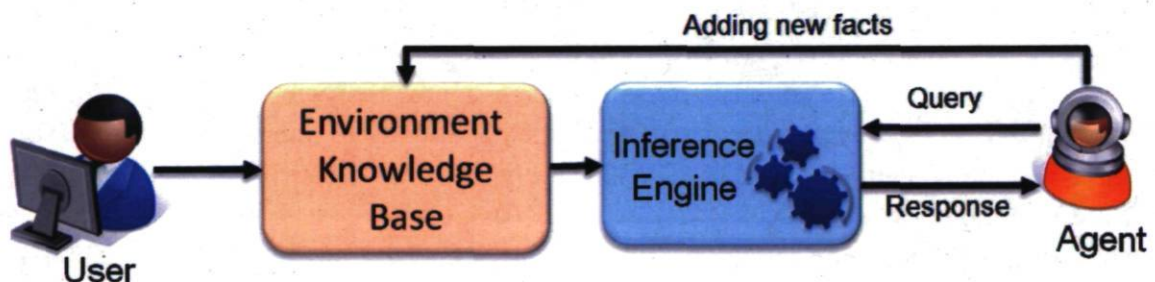 Adding new facts
Environment
Knowledge
Base
Inference
Engine
Query
Response
User
Agent